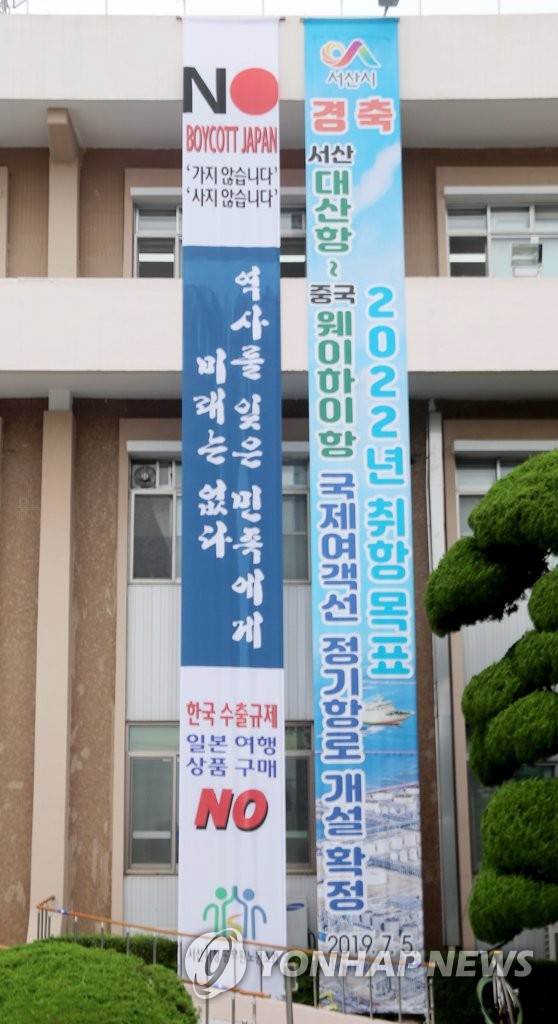 NO
BOYCOTT JAPAN
'가지 않습니다'
'사지 않습니다'
역사를 잊은 민족에게
미래는 없다
한국 수출규제
일본 여행
상품 구매
NO
서산시
경축
서산 대산항~중국 웨이하이항 국제여객선 정기항로 개설 확정
2022년 취항 목표
2019.7.5
YONHAP NEWS